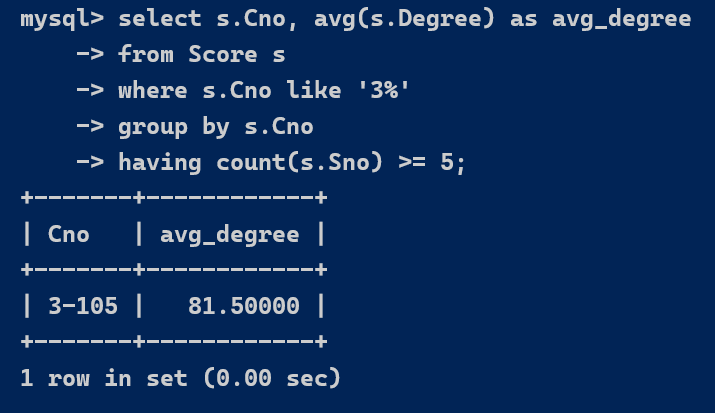 mysql> select s.Cno, avg(s.Degree) as avg_degree
    -> from Score s
    -> where s.Cno like '3%'
    -> group by s.Cno
    -> having count(s.Sno) >= 5;
+-------+------------+
| Cno   | avg_degree |
+-------+------------+
| 3-105 |   81.50000 |
+-------+------------+
1 row in set (0.00 sec)